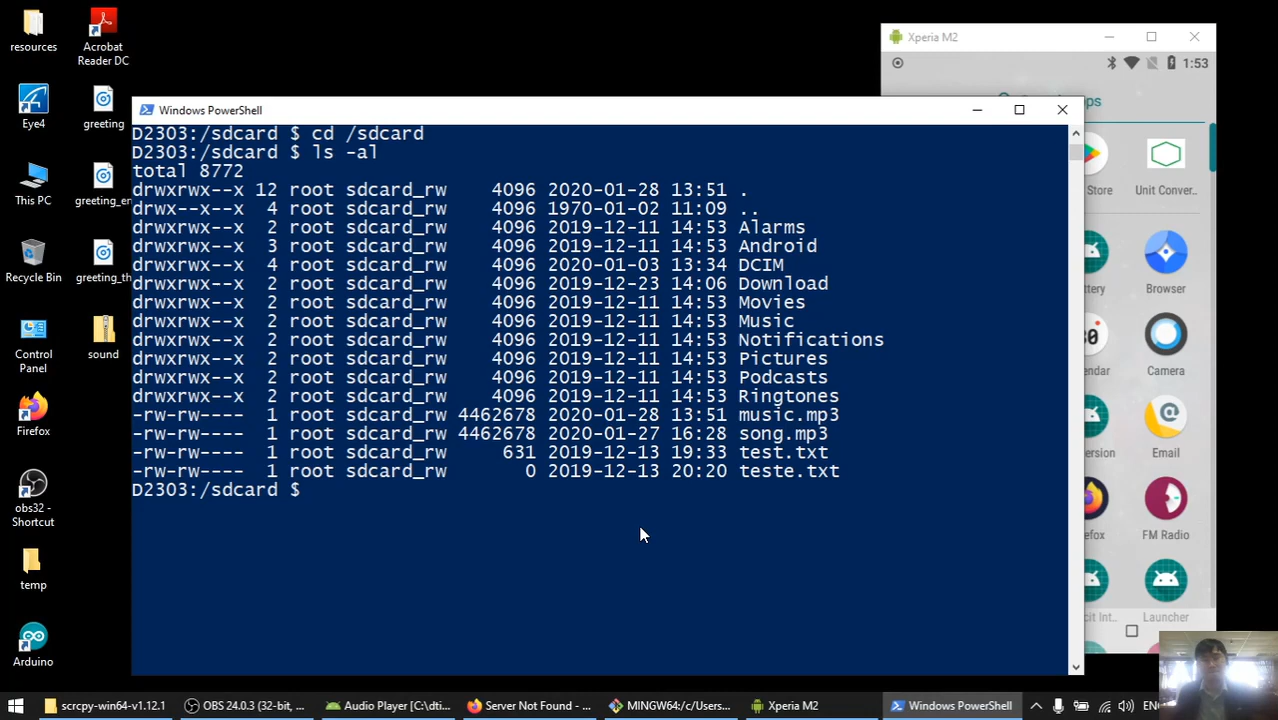 resources
Acrobat
Reader DC
Xperia M2
1:53
Windows PowerShell
D2303:/sdcard $ cd /sdcard
D2303:/sdcard $ ls -al
total 8772
drwxrwx--x 12 root sdcard_rw    4096 2020-01-28 13:51 .
drwx--x--x  4 root sdcard_rw    4096 1970-01-02 11:09 ..
drwxrwx--x  2 root sdcard_rw    4096 2019-12-11 14:53 Alarms
drwxrwx--x  3 root sdcard_rw    4096 2019-12-11 14:53 Android
drwxrwx--x  4 root sdcard_rw    4096 2020-01-03 13:34 DCIM
drwxrwx--x  2 root sdcard_rw    4096 2019-12-23 14:06 Download
drwxrwx--x  2 root sdcard_rw    4096 2019-12-11 14:53 Movies
drwxrwx--x  2 root sdcard_rw    4096 2019-12-11 14:53 Music
drwxrwx--x  2 root sdcard_rw    4096 2019-12-11 14:53 Notifications
drwxrwx--x  2 root sdcard_rw    4096 2019-12-11 14:53 Pictures
drwxrwx--x  2 root sdcard_rw    4096 2019-12-11 14:53 Podcasts
drwxrwx--x  2 root sdcard_rw    4096 2019-12-11 14:53 Ringtones
-rw-rw----  1 root sdcard_rw 4462678 2020-01-28 13:51 music.mp3
-rw-rw----  1 root sdcard_rw 4462678 2020-01-27 16:28 song.mp3
-rw-rw----  1 root sdcard_rw     631 2019-12-13 19:33 test.txt
-rw-rw----  1 root sdcard_rw       0 2019-12-13 20:20 teste.txt
D2303:/sdcard $
Eye4
greeting
This PC
greeting_en
Recycle Bin
greeting_th
Control
Panel
sound
Firefox
obs32 -
Shortcut
temp
Arduino
ps
Store
Unit Conver..
ttery
Browser
endar
Camera
ersion
Email
efox
FM Radio
icit Int..
Launcher
scrcpy-win64-v1.12.1
OBS 24.0.3 (32-bit, ...
Audio Player [C:\dti...
Server Not Found - ...
MINGW64:/c/Users...
Xperia M2
Windows PowerShell